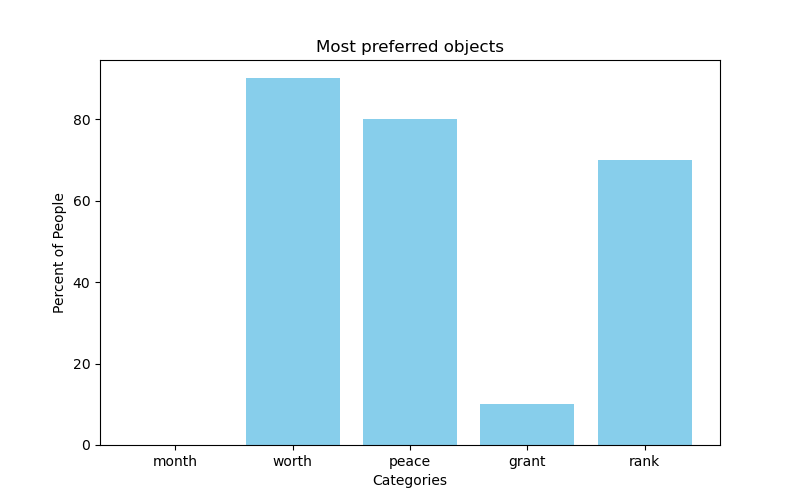 Most preferred objects
Percent of People
80
60
40
20
0
month worth peace grant rank
Categories